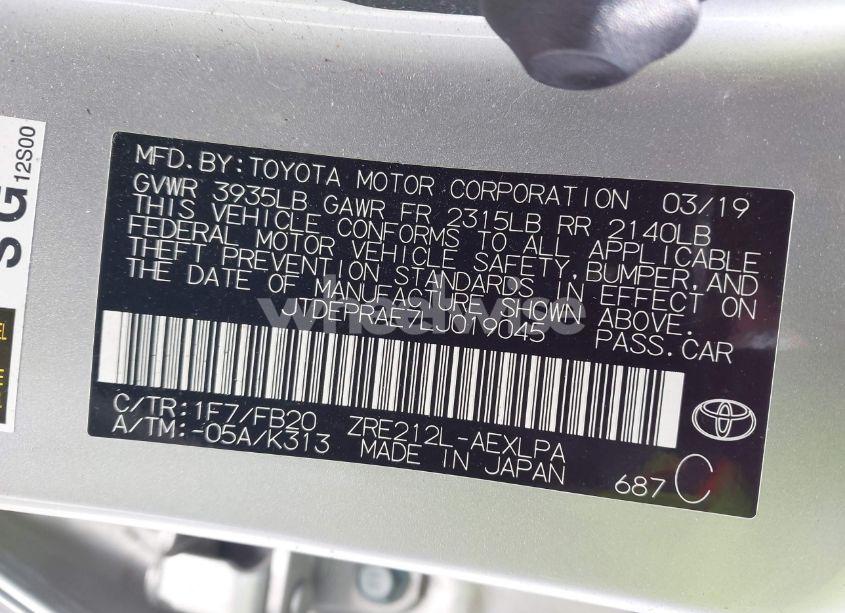 MFD. BY: TOYOTA MOTOR CORPORATION 03/19
GVWR 3935LB GAWR FR 2315LB RR 2140LB
THIS VEHICLE CONFORMS TO ALL APPLICABLE
FEDERAL MOTOR VEHICLE SAFETY, BUMPER, AND
THEFT PREVENTION STANDARDS IN EFFECT ON
THE DATE OF MANUFACTURE SHOWN ABOVE.
JTDEPRAE7LJ019045 PASS. CAR
C/TR: 1F7/FB20 ZRE212L-AEXLPA
A/TM: -05A/K313 MADE IN JAPAN
687 C
SG
12S00
EL